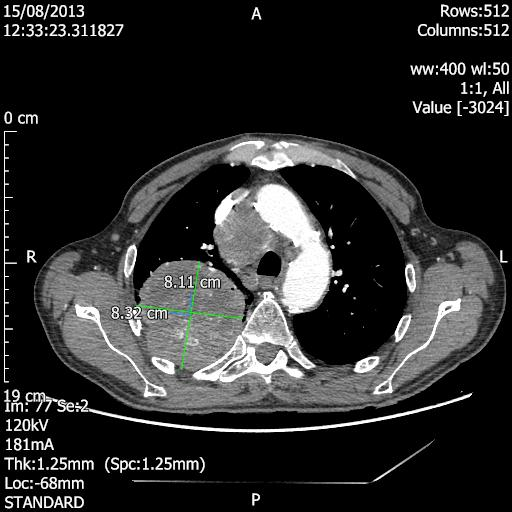 15/08/2013
12:33:23.311827
A
Rows:512
Columns:512
ww:400 wl:50
1:1, All
Value [-3024]
0 cm
R
L
8.11 cm
8.32 cm
19 cm
Im: 77 Se:2
120kV
181mA
Thk:1.25mm (Spc:1.25mm)
Loc:-68mm
STANDARD
P